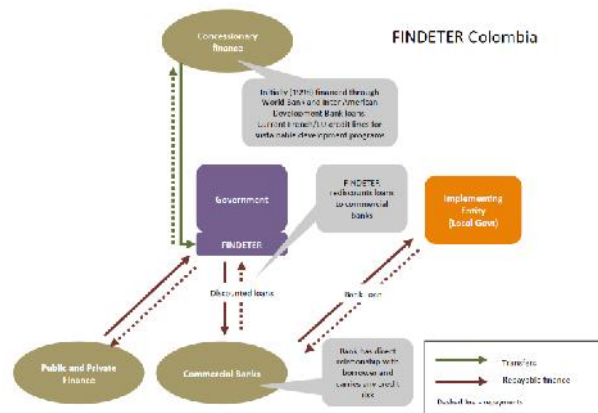 FINDETER Colombia
Concessionary
finance
Initially financed through
World Bank and Inter American
Development Bank loans.
Current French/EU credit lines for
sustainable development programs
Government
FINDETER
FINDETER
rediscounts loans
to commercial
banks
Implementing
Entity
(Local Govt)
Discounted loans
Bank Loan
Public and Private
Finance
Commercial Banks
Bank has direct
relationship with
borrower and
carries any credit
risk
Transfers
Repayable finance
Dashed lines repayments